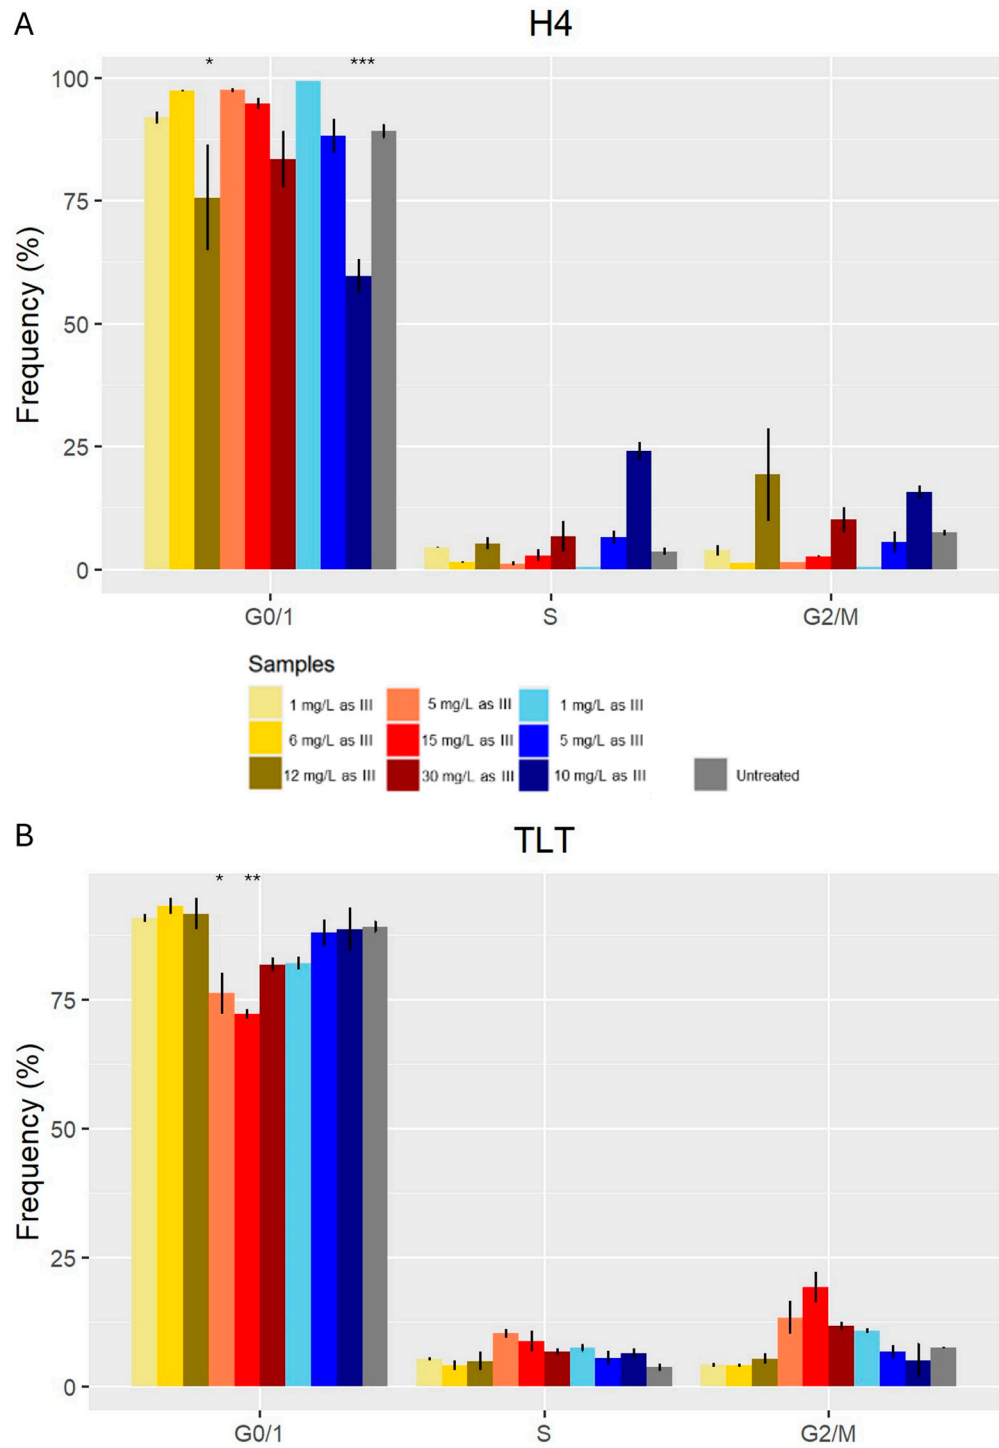 A
H4
* ***
100
75
50
25
0
Frequency (%)
G0/1 S G2/M
Samples
1 mg/L as III 5 mg/L as III 1 mg/L as III
6 mg/L as III 15 mg/L as III 5 mg/L as III
12 mg/L as III 30 mg/L as III 10 mg/L as III Untreated
B
TLT
* **
75
50
25
0
Frequency (%)
G0/1 S G2/M